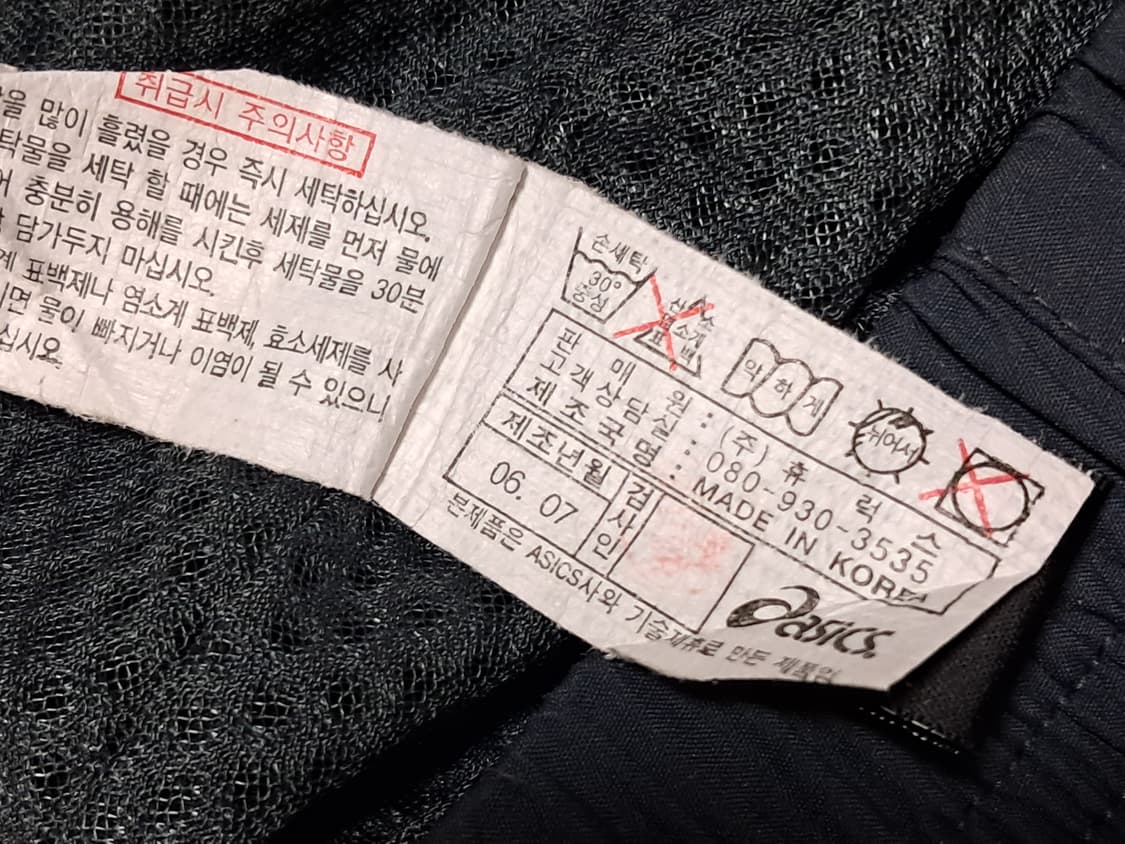 취급시 주의사항
을 많이 흘렸을 경우 즉시 세탁하십시오.
탁물을 세탁 할 때에는 세제를 먼저 물에
충분히 용해를 시킨후 세탁물을 30분
담가두지 마십시오.
계 표백제나 염소계 표백제, 효소세제를 사
면 물이 빠지거나 이염이 될 수 있으니
십시오.
손세탁
30°
중성
산소
염소계
표백
약하게
뉘어서
판매원 : (주) 휴럭스
고객상담실 : 080-930-3535
제조국명 : MADE IN KOREA
제조년월
06. 07
검사인
본제품은 ASICS사와 기술제휴로 만든 제품임
asics.